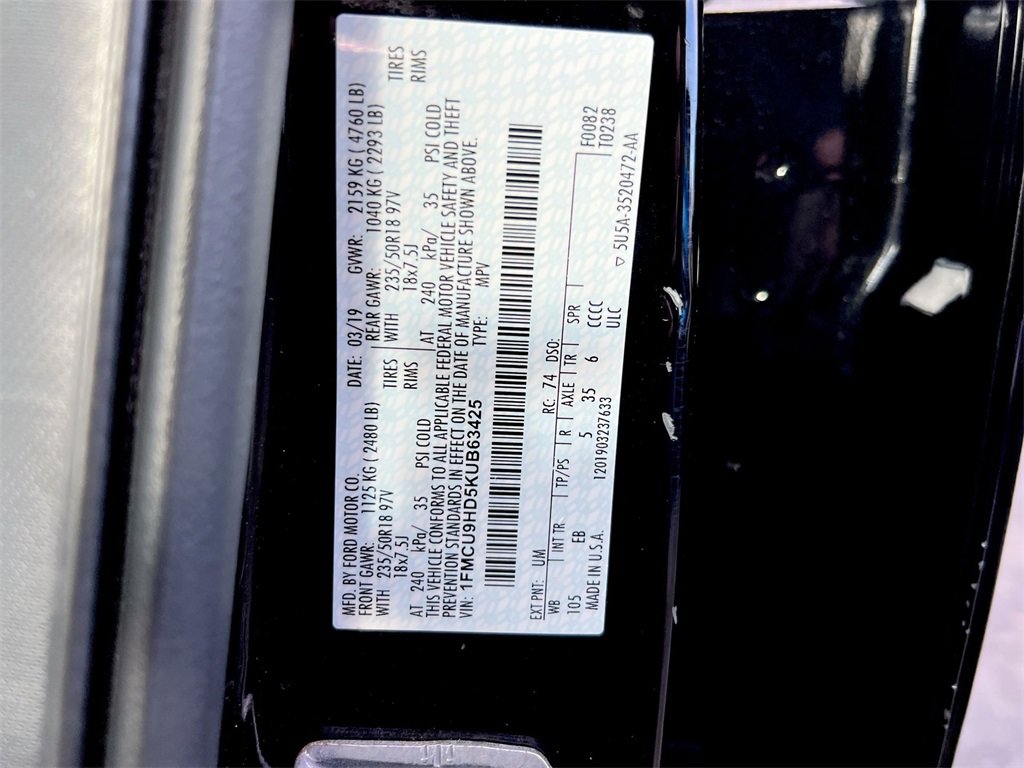 MFD. BY FORD MOTOR CO. DATE: 03/19 GVWR: 2159 KG ( 4760 LB)
FRONT GAWR: 1125 KG ( 2480 LB) REAR GAWR: 1040 KG ( 2293 LB)
WITH 235/50R18 97V TIRES WITH 235/50R18 97V TIRES
18x7.5J RIMS 18x7.5J RIMS
AT 240 kPa/ 35 PSI COLD AT 240 kPa/ 35 PSI COLD
THIS VEHICLE CONFORMS TO ALL APPLICABLE FEDERAL MOTOR VEHICLE SAFETY AND THEFT
PREVENTION STANDARDS IN EFFECT ON THE DATE OF MANUFACTURE SHOWN ABOVE.
VIN: 1FMCU9HD5KUB63425 TYPE: MPV
EXT PNT: UM RC: 74 DSO: F0082
WB INT TR. TP/PS R AXLE TR SPR T0238
105 EB 5 35 6 CCCC
MADE IN U.S.A. 1201903237633 ULC ▽ 5U5A-3520472-AA